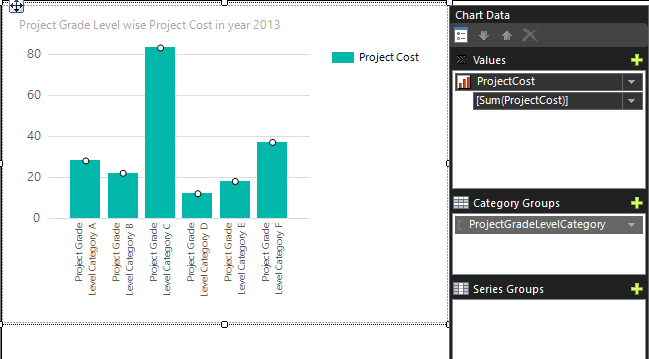 Project Grade Level wise Project Cost in year 2013
80
60
40
20
0
Project Grade
Level Category A
Project Grade
Level Category B
Project Grade
Level Category C
Project Grade
Level Category D
Project Grade
Level Category E
Project Grade
Level Category F
Project Cost
Chart Data
Σ Values
ProjectCost
[Sum(ProjectCost)]
Category Groups
ProjectGradeLevelCategory
Series Groups